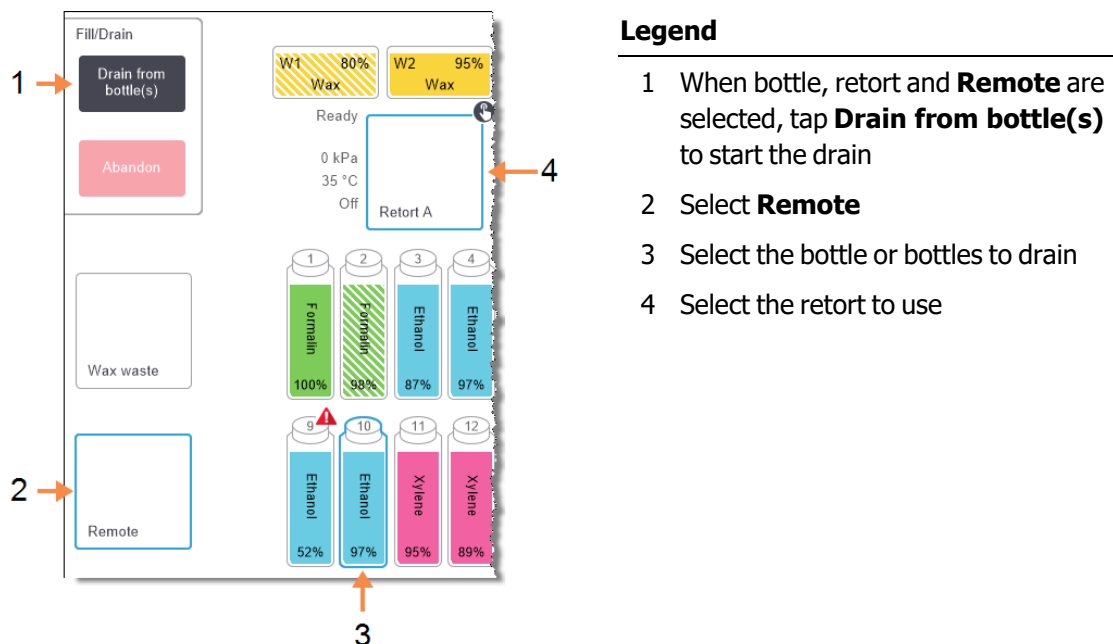 Fill/Drain
Drain from
bottle(s)
Abandon
1
W1 80%
Wax
W2 95%
Wax
Ready
0 kPa
35 °C
Off
Retort A
4
1
2
3
4
Formalin
100%
Formalin
98%
Ethanol
87%
Ethanol
97%
Wax waste
9
10
11
12
Ethanol
52%
Ethanol
97%
Xylene
95%
Xylene
89%
2
Remote
3
Legend
1 When bottle, retort and Remote are
selected, tap Drain from bottle(s)
to start the drain
2 Select Remote
3 Select the bottle or bottles to drain
4 Select the retort to use